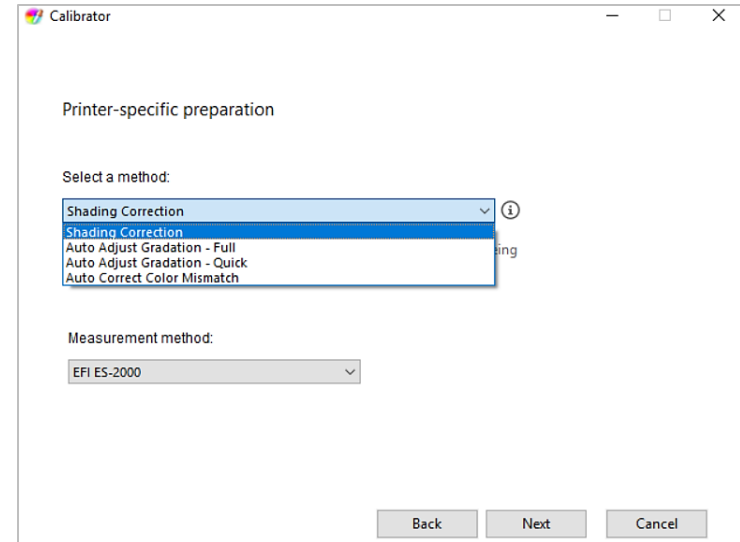 Calibrator
Printer-specific preparation
Select a method:
Shading Correction
Shading Correction
Auto Adjust Gradation - Full
Auto Adjust Gradation - Quick
Auto Correct Color Mismatch
Measurement method:
EFI ES-2000
Back Next Cancel